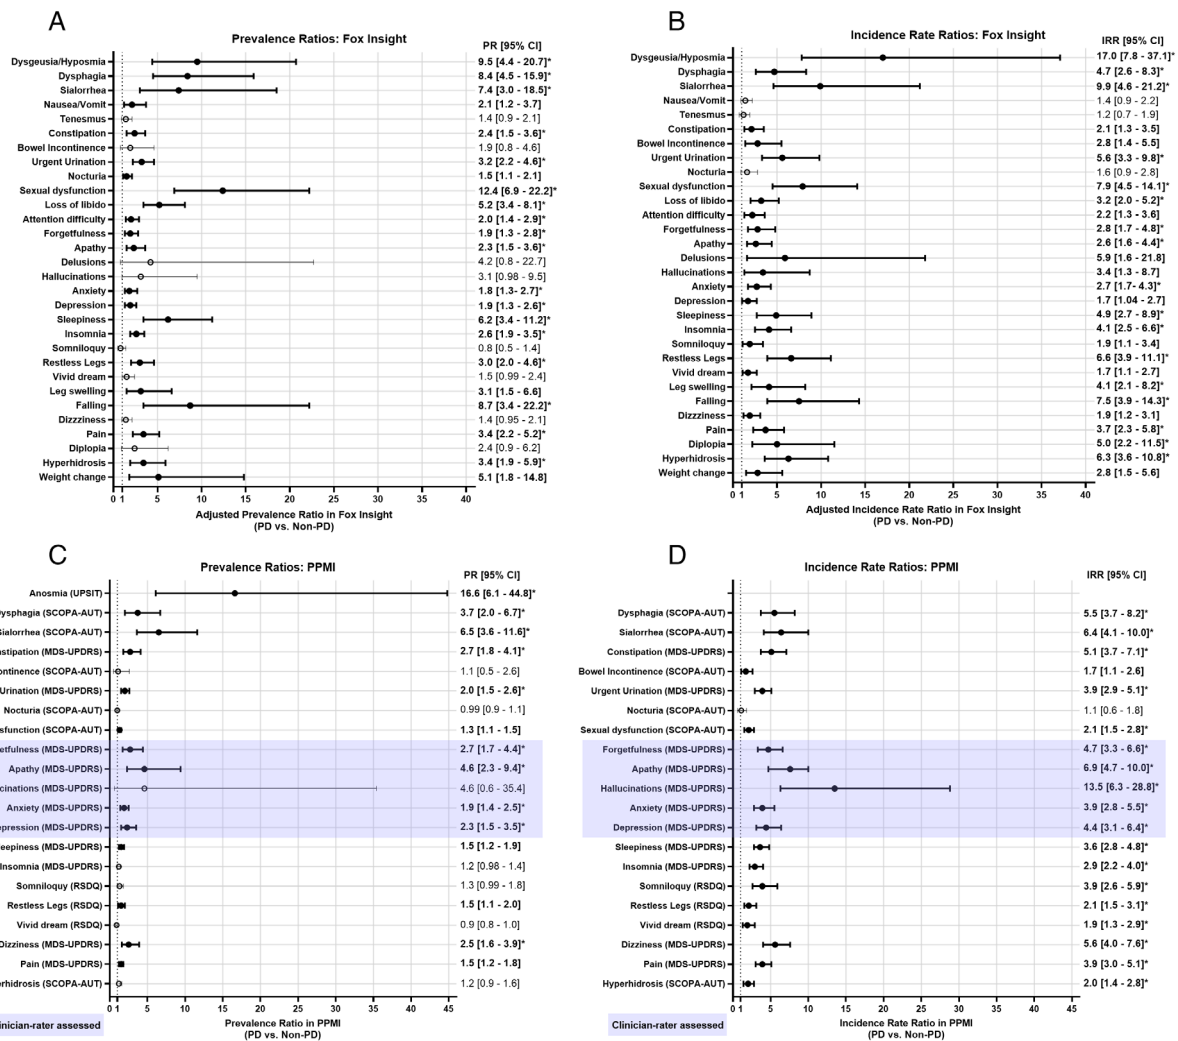 A
Prevalence Ratios: Fox Insight
PR [95% CI]
Dysgeusia/Hyposmia 9.5 [4.4 - 20.7]*
Dysphagia 8.4 [4.5 - 15.9]*
Sialorrhea 7.4 [3.0 - 18.5]*
Nausea/Vomit 2.1 [1.2 - 3.7]
Tenesmus 1.4 [0.9 - 2.1]
Constipation 2.4 [1.5 - 3.6]*
Bowel Incontinence 1.9 [0.8 - 4.6]
Urgent Urination 3.2 [2.2 - 4.6]*
Nocturia 1.5 [1.1 - 2.1]
Sexual dysfunction 12.4 [6.9 - 22.2]*
Loss of libido 5.2 [3.4 - 8.1]*
Attention difficulty 2.0 [1.4 - 2.9]*
Forgetfulness 1.9 [1.3 - 2.8]*
Apathy 2.3 [1.5 - 3.6]*
Delusions 4.2 [0.8 - 22.7]
Hallucinations 3.1 [0.98 - 9.5]
Anxiety 1.8 [1.3- 2.7]*
Depression 1.9 [1.3 - 2.6]*
Sleepiness 6.2 [3.4 - 11.2]*
Insomnia 2.6 [1.9 - 3.5]*
Somniloquy 0.8 [0.5 - 1.4]
Restless Legs 3.0 [2.0 - 4.6]*
Vivid dream 1.5 [0.99 - 2.4]
Leg swelling 3.1 [1.5 - 6.6]
Falling 8.7 [3.4 - 22.2]*
Dizzziness 1.4 [0.95 - 2.1]
Pain 3.4 [2.2 - 5.2]*
Diplopia 2.4 [0.9 - 6.2]
Hyperhidrosis 3.4 [1.9 - 5.9]*
Weight change 5.1 [1.8 - 14.8]
0 1 5 10 15 20 25 30 35 40
Adjusted Prevalence Ratio in Fox Insight
(PD vs. Non-PD)
B
Incidence Rate Ratios: Fox Insight
IRR [95% CI]
Dysgeusia/Hyposmia 17.0 [7.8 - 37.1]*
Dysphagia 4.7 [2.6 - 8.3]*
Sialorrhea 9.9 [4.6 - 21.2]*
Nausea/Vomit 1.4 [0.9 - 2.2]
Tenesmus 1.2 [0.7 - 1.9]
Constipation 2.1 [1.3 - 3.5]
Bowel Incontinence 2.8 [1.4 - 5.5]
Urgent Urination 5.6 [3.3 - 9.8]*
Nocturia 1.6 [0.9 - 2.8]
Sexual dysfunction 7.9 [4.5 - 14.1]*
Loss of libido 3.2 [2.0 - 5.2]*
Attention difficulty 2.2 [1.3 - 3.6]
Forgetfulness 2.8 [1.7 - 4.8]*
Apathy 2.6 [1.6 - 4.4]*
Delusions 5.9 [1.6 - 21.8]
Hallucinations 3.4 [1.3 - 8.7]
Anxiety 2.7 [1.7- 4.3]*
Depression 1.7 [1.04 - 2.7]
Sleepiness 4.9 [2.7 - 8.9]*
Insomnia 4.1 [2.5 - 6.6]*
Somniloquy 1.9 [1.1 - 3.4]
Restless Legs 6.6 [3.9 - 11.1]*
Vivid dream 1.7 [1.1 - 2.7]
Leg swelling 4.1 [2.1 - 8.2]*
Falling 7.5 [3.9 - 14.3]*
Dizzziness 1.9 [1.2 - 3.1]
Pain 3.7 [2.3 - 5.8]*
Diplopia 5.0 [2.2 - 11.5]*
Hyperhidrosis 6.3 [3.6 - 10.8]*
Weight change 2.8 [1.5 - 5.6]
0 1 5 10 15 20 25 30 35 40
Adjusted Incidence Rate Ratio in Fox Insight
(PD vs. Non-PD)
C
Prevalence Ratios: PPMI
PR [95% CI]
Anosmia (UPSIT) 16.6 [6.1 - 44.8]*
ysphagia (SCOPA-AUT) 3.7 [2.0 - 6.7]*
ialorrhea (SCOPA-AUT) 6.5 [3.6 - 11.6]*
stipation (MDS-UPDRS) 2.7 [1.8 - 4.1]*
ontinence (SCOPA-AUT) 1.1 [0.5 - 2.6]
Urination (MDS-UPDRS) 2.0 [1.5 - 2.6]*
Nocturia (SCOPA-AUT) 0.99 [0.9 - 1.1]
sfunction (SCOPA-AUT) 1.3 [1.1 - 1.5]
etfulness (MDS-UPDRS) 2.7 [1.7 - 4.4]*
Apathy (MDS-UPDRS) 4.6 [2.3 - 9.4]*
cinations (MDS-UPDRS) 4.6 [0.6 - 35.4]
Anxiety (MDS-UPDRS) 1.9 [1.4 - 2.5]*
epression (MDS-UPDRS) 2.3 [1.5 - 3.5]*
eepiness (MDS-UPDRS) 1.5 [1.2 - 1.9]
Insomnia (MDS-UPDRS) 1.2 [0.98 - 1.4]
Somniloquy (RSDQ) 1.3 [0.99 - 1.8]
Restless Legs (RSDQ) 1.5 [1.1 - 2.0]
Vivid dream (RSDQ) 0.9 [0.8 - 1.0]
Dizziness (MDS-UPDRS) 2.5 [1.6 - 3.9]*
Pain (MDS-UPDRS) 1.5 [1.2 - 1.8]
erhidrosis (SCOPA-AUT) 1.2 [0.9 - 1.6]
0 1 5 10 15 20 25 30 35 40 45
linician-rater assessed
Prevalence Ratio in PPMI
(PD vs. Non-PD)
D
Incidence Rate Ratios: PPMI
IRR [95% CI]
Dysphagia (SCOPA-AUT) 5.5 [3.7 - 8.2]*
Sialorrhea (SCOPA-AUT) 6.4 [4.1 - 10.0]*
Constipation (MDS-UPDRS) 5.1 [3.7 - 7.1]*
Bowel Incontinence (SCOPA-AUT) 1.7 [1.1 - 2.6]
Urgent Urination (MDS-UPDRS) 3.9 [2.9 - 5.1]*
Nocturia (SCOPA-AUT) 1.1 [0.6 - 1.8]
Sexual dysfunction (SCOPA-AUT) 2.1 [1.5 - 2.8]*
Forgetfulness (MDS-UPDRS) 4.7 [3.3 - 6.6]*
Apathy (MDS-UPDRS) 6.9 [4.7 - 10.0]*
Hallucinations (MDS-UPDRS) 13.5 [6.3 - 28.8]*
Anxiety (MDS-UPDRS) 3.9 [2.8 - 5.5]*
Depression (MDS-UPDRS) 4.4 [3.1 - 6.4]*
Sleepiness (MDS-UPDRS) 3.6 [2.8 - 4.8]*
Insomnia (MDS-UPDRS) 2.9 [2.2 - 4.0]*
Somniloquy (RSDQ) 3.9 [2.6 - 5.9]*
Restless Legs (RSDQ) 2.1 [1.5 - 3.1]*
Vivid dream (RSDQ) 1.9 [1.3 - 2.9]*
Dizziness (MDS-UPDRS) 5.6 [4.0 - 7.6]*
Pain (MDS-UPDRS) 3.9 [3.0 - 5.1]*
Hyperhidrosis (SCOPA-AUT) 2.0 [1.4 - 2.8]*
0 1 5 10 15 20 25 30 35 40 45
Clinician-rater assessed
Incidence Rate Ratio in PPMI
(PD vs. Non-PD)